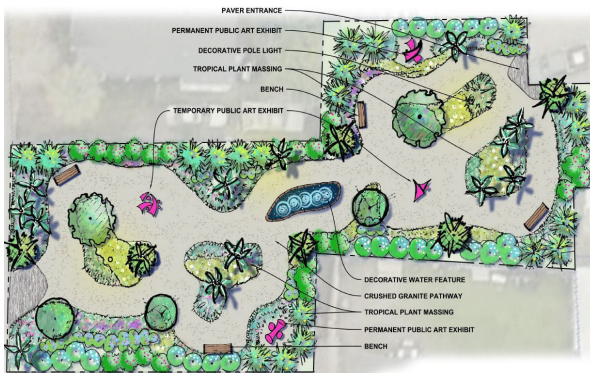 PAVER ENTRANCE
PERMANENT PUBLIC ART EXHIBIT
DECORATIVE POLE LIGHT
TROPICAL PLANT MASSING
BENCH
TEMPORARY PUBLIC ART EXHIBIT
DECORATIVE WATER FEATURE
CRUSHED GRANITE PATHWAY
TROPICAL PLANT MASSING
PERMANENT PUBLIC ART EXHIBIT
BENCH